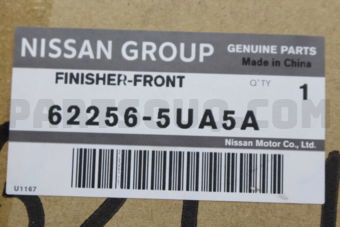 NISSAN GROUP
GENUINE PARTS
Made in China
FINISHER-FRONT
Q'TY
1
62256-5UA5A
Nissan Motor Co., Ltd.
U1167